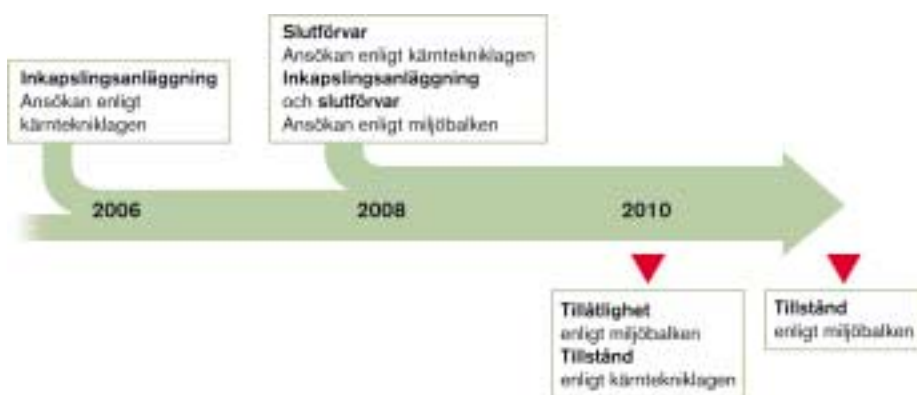 Inkapslingsanläggning
Ansökan enligt
kärntekniklagen
Slutförvar
Ansökan enligt kärntekniklagen
Inkapslingsanläggning
och slutförvar
Ansökan enligt miljöbalken
2006
2008
2010
Tillåtlighet
enligt miljöbalken
Tillstånd
enligt kärntekniklagen
Tillstånd
enligt miljöbalken